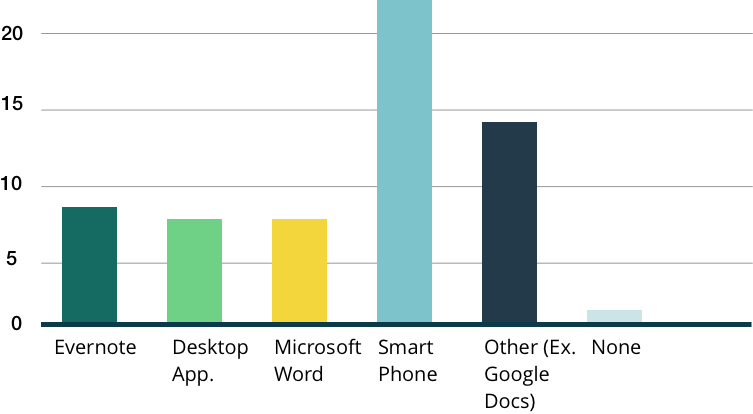 20
15
10
5
0
Evernote
Desktop
App.
Microsoft
Word
Smart
Phone
Other (Ex.
Google
Docs)
None